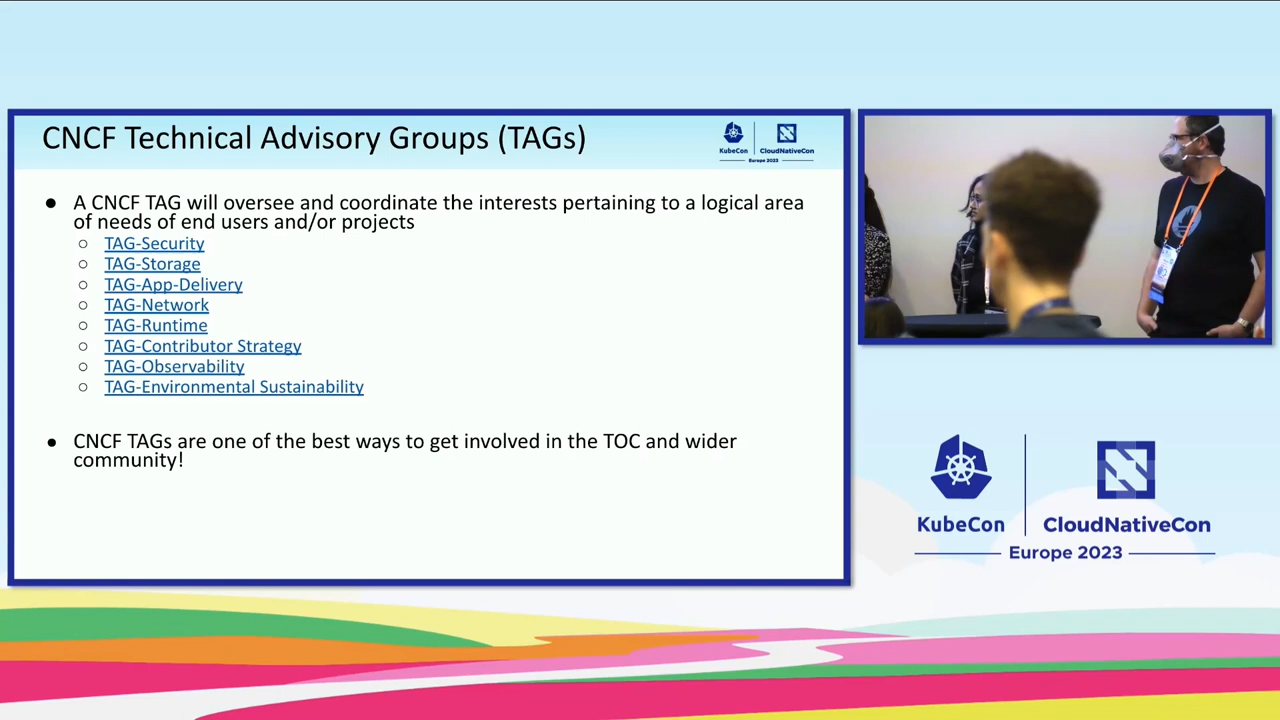 CNCF Technical Advisory Groups (TAGs)
KubeCon
CloudNativeCon
Europe 2023
● A CNCF TAG will oversee and coordinate the interests pertaining to a logical area
of needs of end users and/or projects
○ TAG-Security
○ TAG-Storage
○ TAG-App-Delivery
○ TAG-Network
○ TAG-Runtime
○ TAG-Contributor Strategy
○ TAG-Observability
○ TAG-Environmental Sustainability
● CNCF TAGs are one of the best ways to get involved in the TOC and wider
community!
KubeCon
CloudNativeCon
Europe 2023